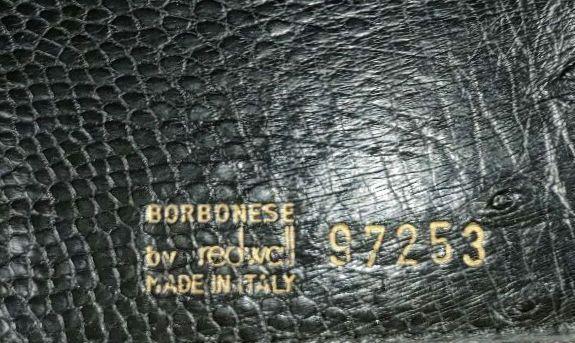 BORBONESE
by redwall 97253
MADE IN ITALY